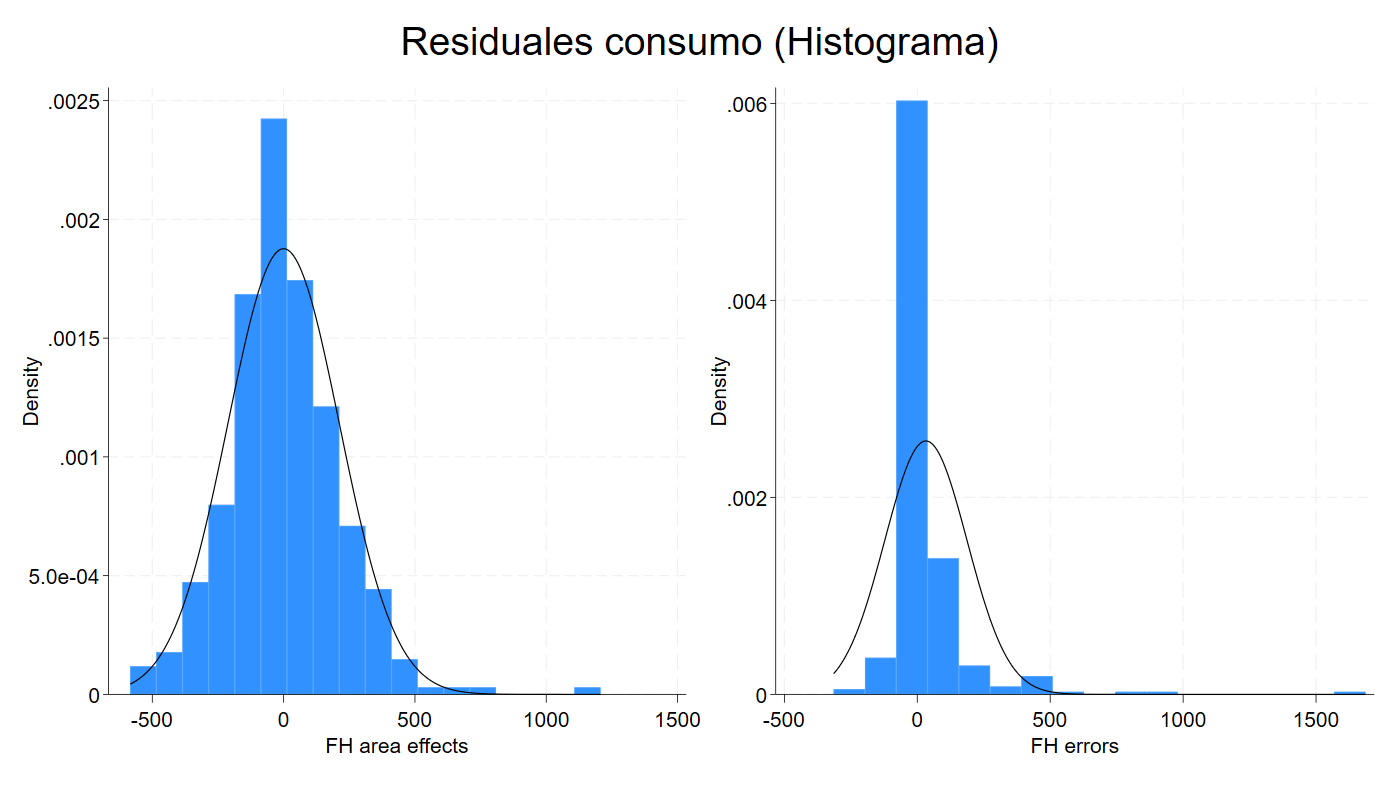 Residuales consumo (Histograma)
.0025
.002
.0015
.001
5.0e-04
0
Density
-500 0 500 1000 1500
FH area effects
.006
.004
.002
0
Density
-500 0 500 1000 1500
FH errors